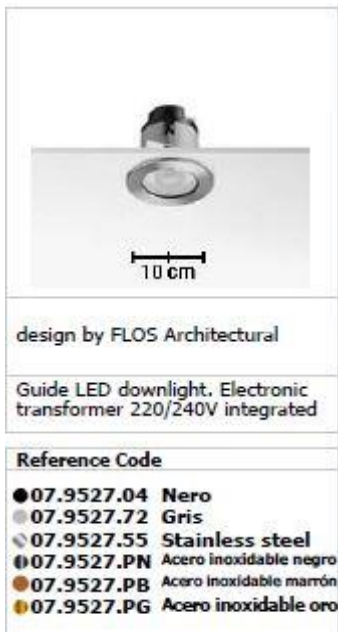 10 cm
design by FLOS Architectural
Guide LED downlight. Electronic
transformer 220/240V integrated
Reference Code
07.9527.04 Nero
07.9527.72 Gris
07.9527.55 Stainless steel
07.9527.PN Acero inoxidable negro
07.9527.PB Acero inoxidable marrón
07.9527.PG Acero inoxidable oro